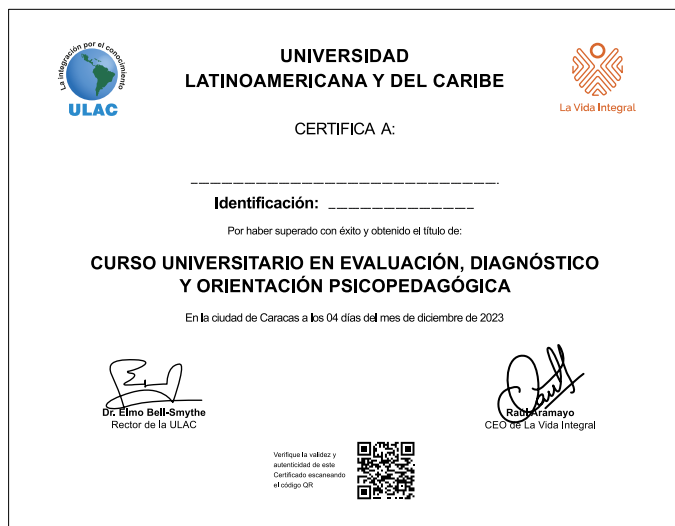 La integración por el conocimiento
ULAC
UNIVERSIDAD
LATINOAMERICANA Y DEL CARIBE
La Vida Integral
CERTIFICA A:
Identificación:
Por haber superado con éxito y obtenido el título de:
CURSO UNIVERSITARIO EN EVALUACIÓN, DIAGNÓSTICO
Y ORIENTACIÓN PSICOPEDAGÓGICA
En la ciudad de Caracas a los 04 días del mes de diciembre de 2023
Dr. Elmo Bell-Smythe
Rector de la ULAC
Raúl Aramayo
CEO de La Vida Integral
Verifique la validez y
autenticidad de este
Certificado escaneando
el código QR